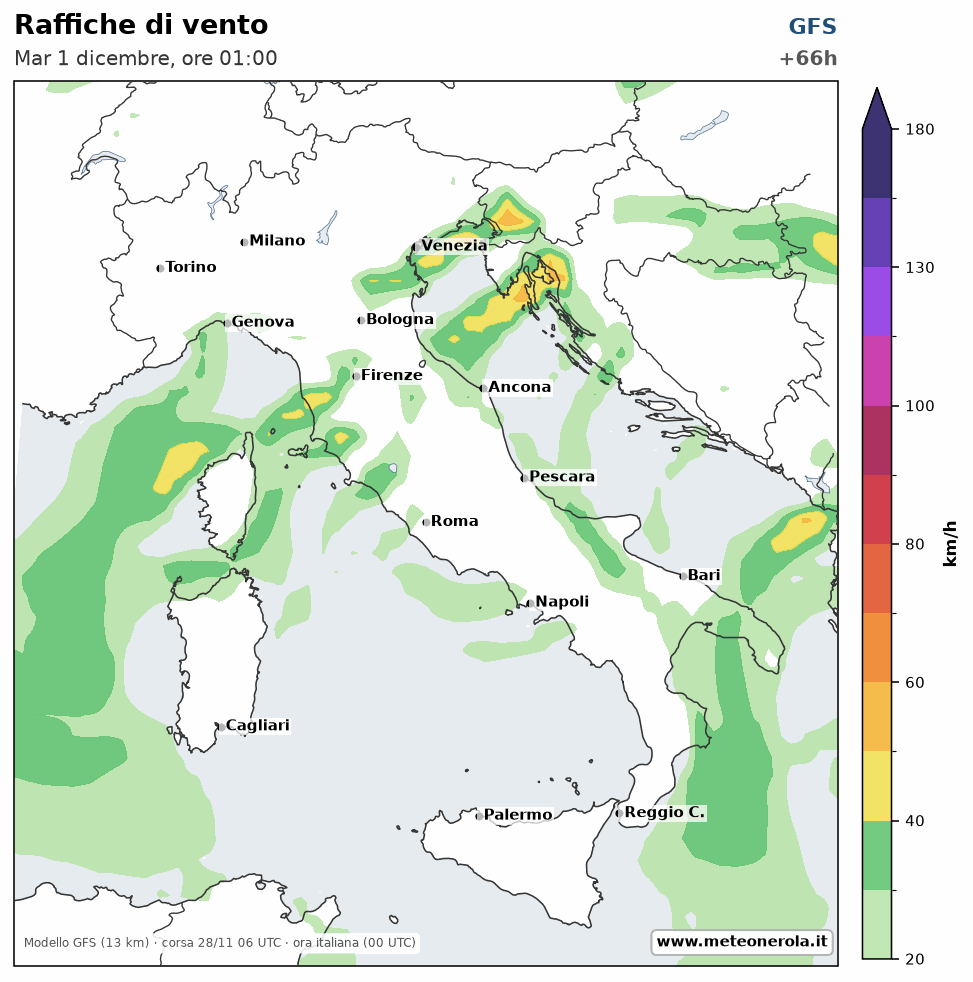 Raffiche di vento
GFS
Mar 1 dicembre, ore 01:00
+66h
180
Venezia
Milano
Torino
130
Bologna
Genova
Firenze
Ancona
100
Pescara
Roma
80
km/h
Bari
Napoli
60
Cagliari
Palermo
Reggio C.
40
Modello GFS (13 km) · corsa 28/11 06 UTC · ora italiana (00 UTC)
www.meteonerola.it
20